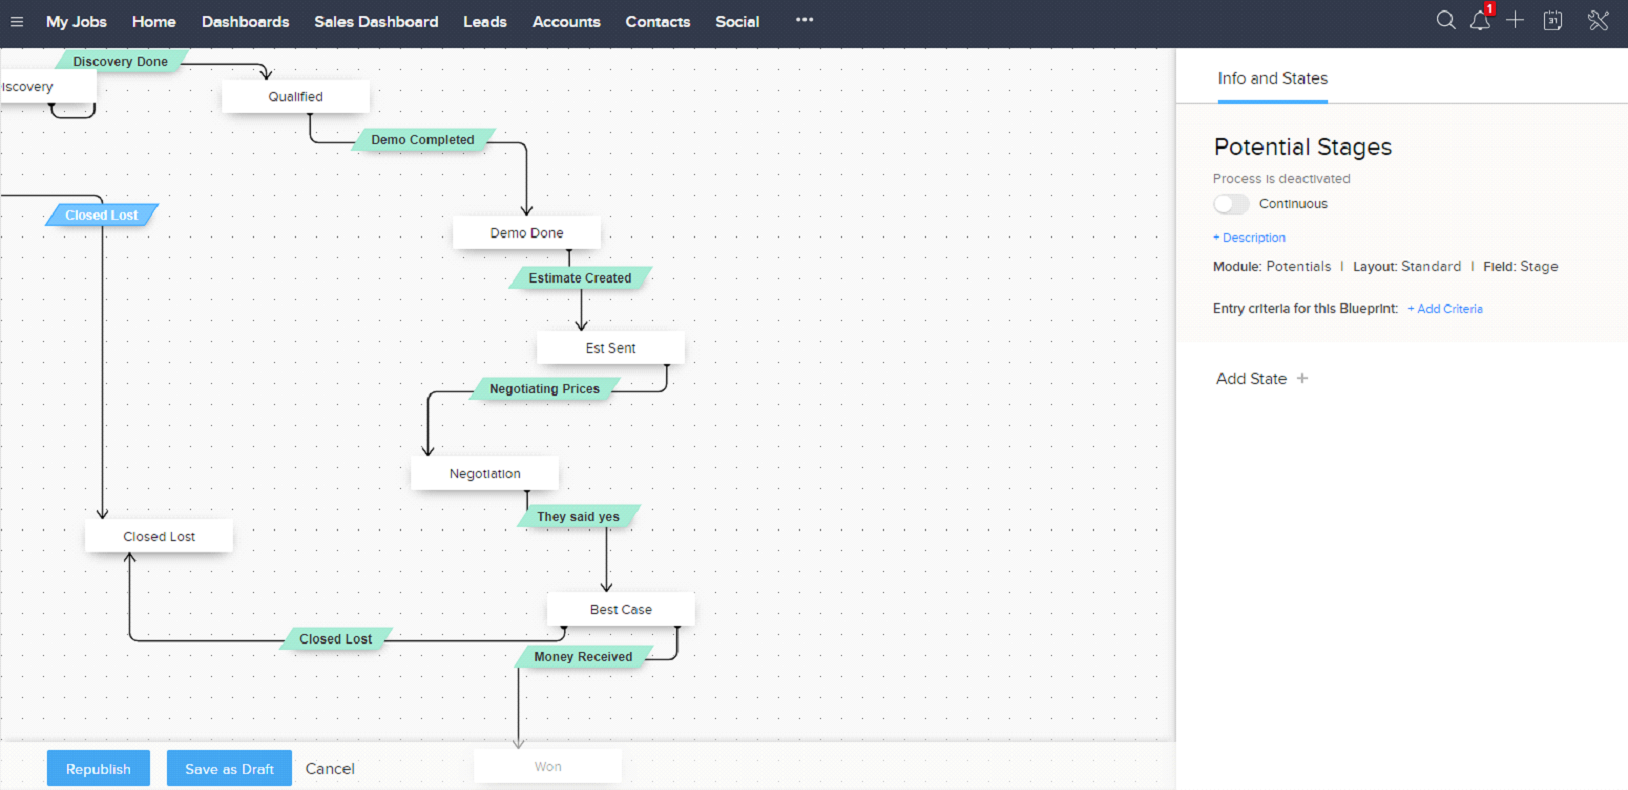 My Jobs Home Dashboards Sales Dashboard Leads Accounts Contacts Social ••• 1
31
Discovery Done
iscovery
Qualified
Demo Completed
Closed Lost
Demo Done
Estimate Created
Est Sent
Negotiating Prices
Negotiation
They said yes
Closed Lost
Best Case
Closed Lost
Money Received
Won
Republish Save as Draft Cancel
Info and States
Potential Stages
Process is deactivated
Continuous
+ Description
Module: Potentials | Layout: Standard | Field: Stage
Entry criteria for this Blueprint: + Add Criteria
Add State +